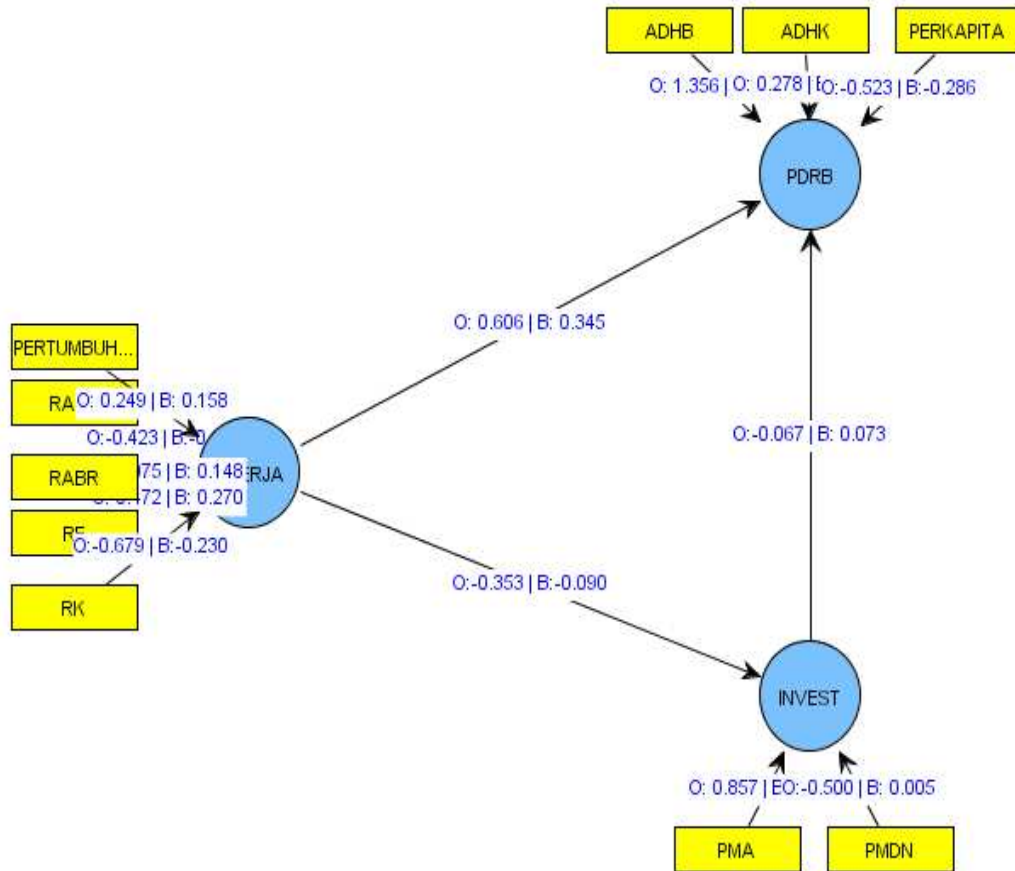 ADHB
ADHK
PERKAPITA
O: 1.356 |
O: 0.278 |
O:-0.523 | B:-0.286
PDRB
O: 0.606 | B: 0.345
PERTUMBUH...
O: 0.249 | B: 0.158
O:-0.423 | B:-0
RABR
B: 0.148
B: 0.270
O:-0.679 | B:-0.230
RK
O:-0.067 | B: 0.073
O:-0.353 | B:-0.090
INVEST
O: 0.857 |
O:-0.500 | B: 0.005
PMA
PMDN